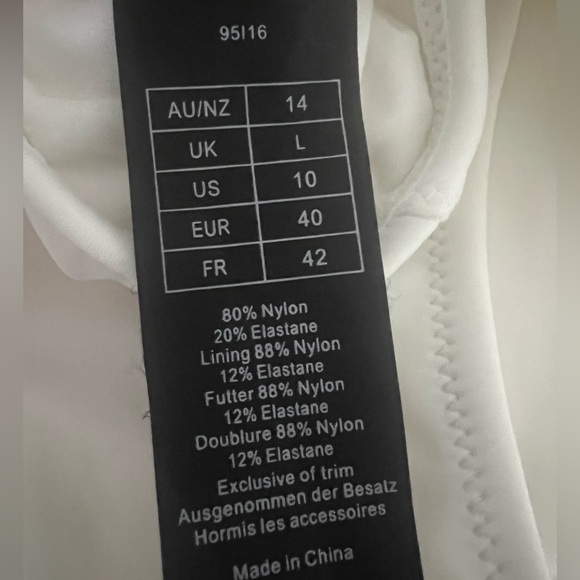 95I16
AU/NZ 14
UK L
US 10
EUR 40
FR 42
80% Nylon
20% Elastane
Lining 88% Nylon
12% Elastane
Futter 88% Nylon
12% Elastane
Doublure 88% Nylon
12% Elastane
Exclusive of trim
Ausgenommen der Besatz
Hormis les accessoires
Made in China